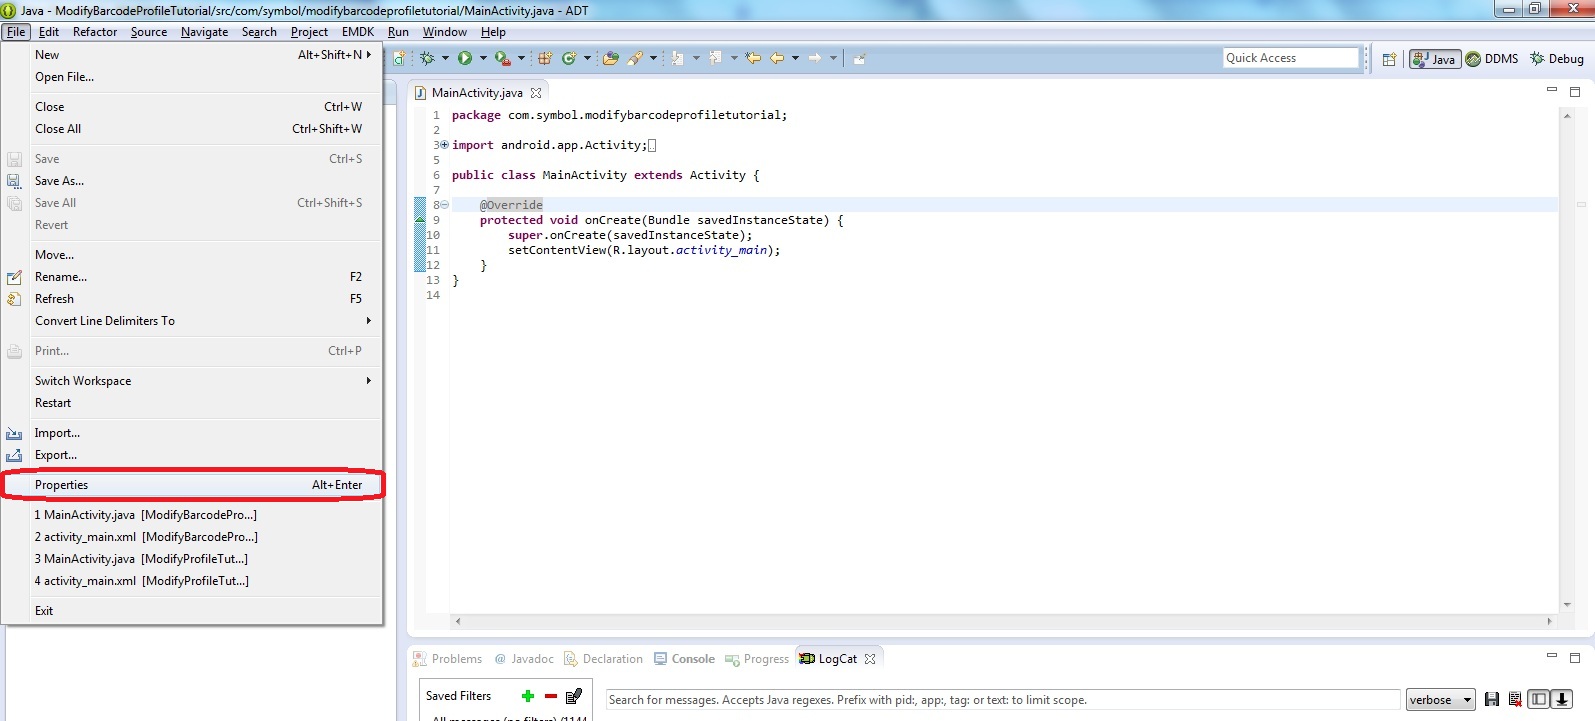 Java - ModifyBarcodeProfileTutorial/src/com/symbol/modifybarcodeprofiletutorial/MainActivity.java - ADT
File Edit Refactor Source Navigate Search Project EMDK Run Window Help
Quick Access
Java DDMS Debug
New Alt+Shift+N
Open File...
Close Ctrl+W
Close All Ctrl+Shift+W
Save Ctrl+S
Save As...
Save All Ctrl+Shift+S
Revert
Move...
Rename... F2
Refresh F5
Convert Line Delimiters To
Print... Ctrl+P
Switch Workspace
Restart
Import...
Export...
Properties Alt+Enter
1 MainActivity.java [ModifyBarcodePro...]
2 activity_main.xml [ModifyBarcodePro...]
3 MainActivity.java [ModifyProfileTut...]
4 activity_main.xml [ModifyProfileTut...]
Exit
MainActivity.java
1 package com.symbol.modifybarcodeprofiletutorial;
2
3 import android.app.Activity;
5
6 public class MainActivity extends Activity {
7
8 @Override
9 protected void onCreate(Bundle savedInstanceState) {
10 super.onCreate(savedInstanceState);
11 setContentView(R.layout.activity_main);
12 }
13 }
14
Problems @ Javadoc Declaration Console Progress LogCat
Saved Filters
All messages (no filters) (1144
Search for messages. Accepts Java regexes. Prefix with pid:, app:, tag: or text: to limit scope.
verbose